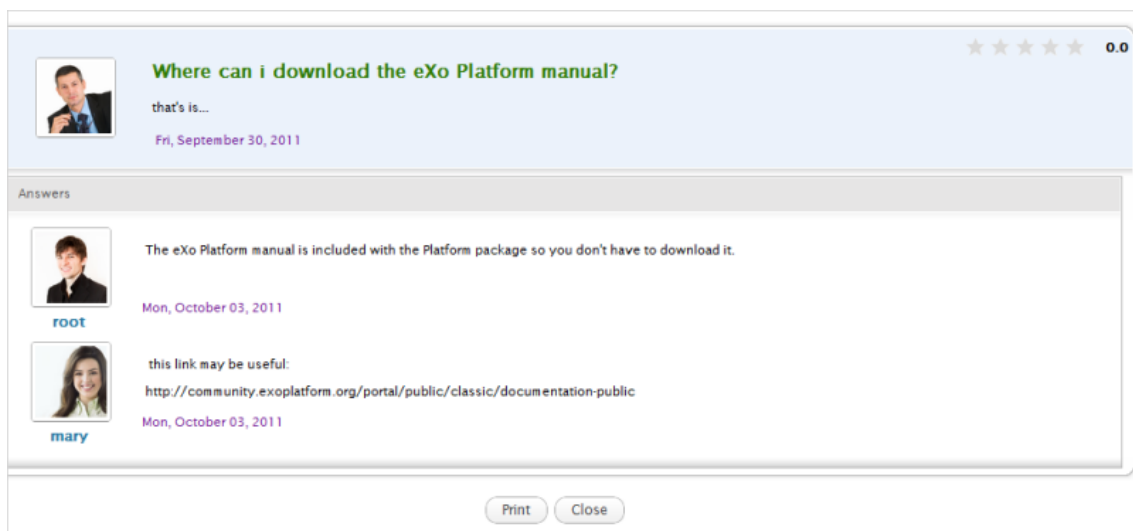 0.0
Where can i download the eXo Platform manual?
that's is...
Fri, September 30, 2011
Answers
The eXo Platform manual is included with the Platform package so you don't have to download it.
Mon, October 03, 2011
root
this link may be useful:
http://community.exoplatform.org/portal/public/classic/documentation-public
Mon, October 03, 2011
mary
Print Close